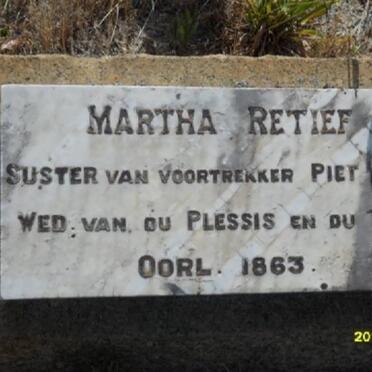 MARTHA RETIEF
SUSTER VAN VOORTREKKER PIET
WED. VAN DU PLESSIS EN DU
OORL. 1863.
20